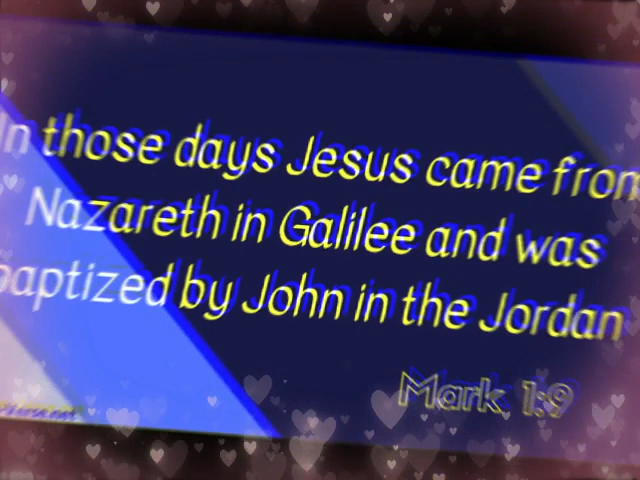 In those days Jesus came from
Nazareth in Galilee and was
baptized by John in the Jordan
Mark 1:9